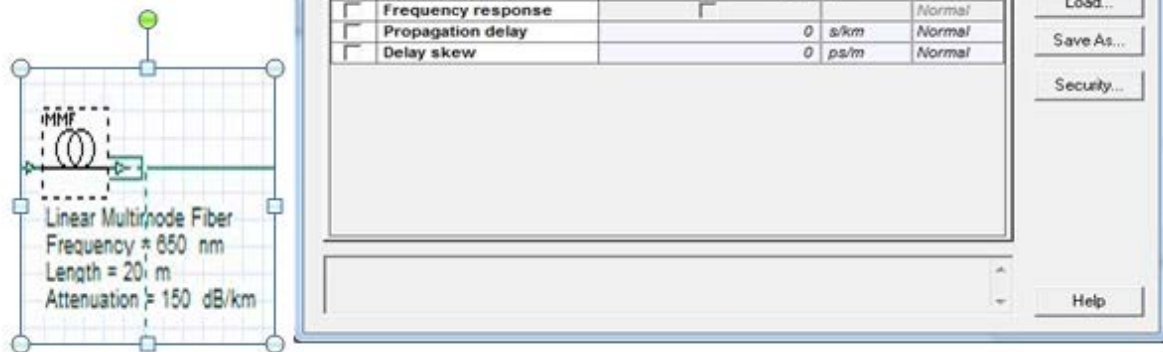 Frequency response Normal
Propagation delay 0 s/km Normal
Delay skew 0 ps/m Normal
Load...
Save As...
Security...
Help
MMF
Linear Multimode Fiber
Frequency = 650 nm
Length = 20 m
Attenuation = 150 dB/km